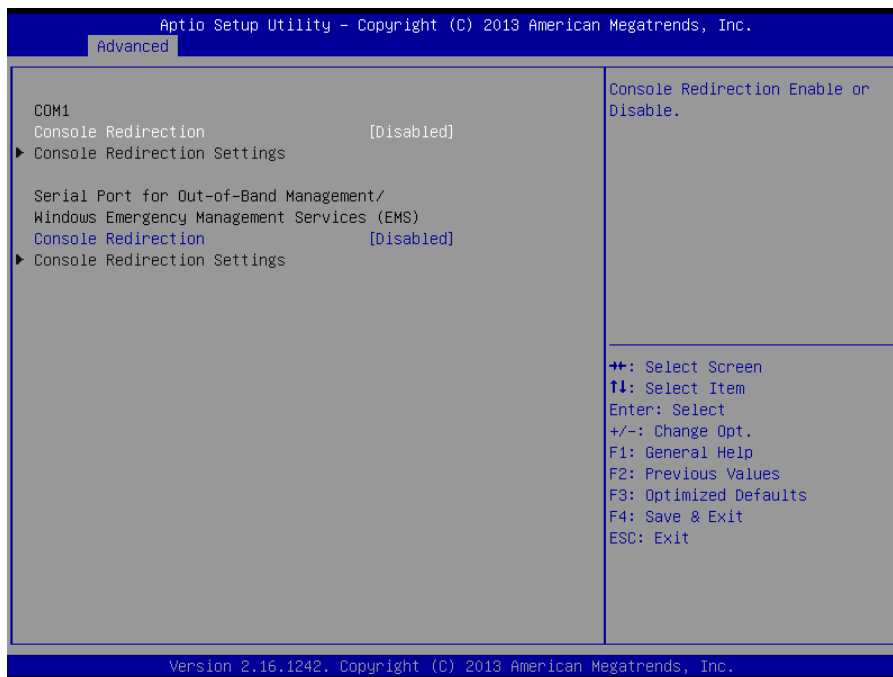 Aptio Setup Utility – Copyright (C) 2013 American Megatrends, Inc.
Advanced
COM1
Console Redirection [Disabled]
▶ Console Redirection Settings
Serial Port for Out-of-Band Management/
Windows Emergency Management Services (EMS)
Console Redirection [Disabled]
▶ Console Redirection Settings
Console Redirection Enable or
Disable.
→←: Select Screen
↑↓: Select Item
Enter: Select
+/-: Change Opt.
F1: General Help
F2: Previous Values
F3: Optimized Defaults
F4: Save & Exit
ESC: Exit
Version 2.16.1242. Copyright (C) 2013 American Megatrends, Inc.